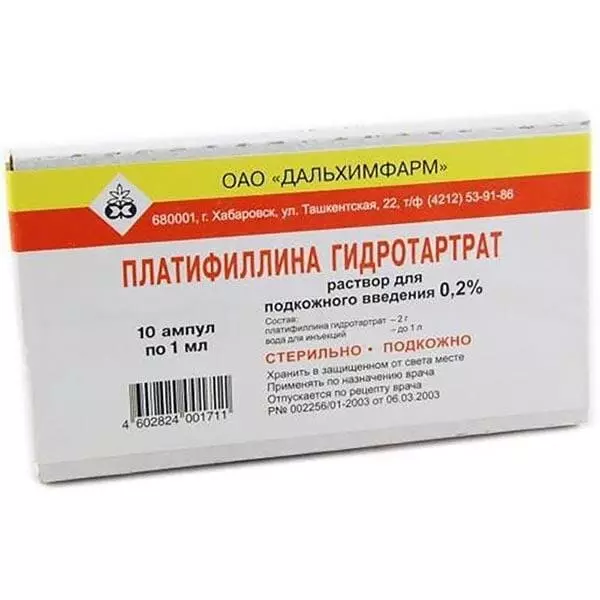 ОАО «ДАЛЬХИМФАРМ»
680001, г. Хабаровск, ул. Ташкентская, 22, т/ф (4212) 53-91-86
ПЛАТИФИЛЛИНА ГИДРОТАРТРАТ
раствор для
подкожного введения 0,2%
10 ампул
по 1 мл
Состав:
платифиллина гидротартрат – 2 г
вода для инъекций – до 1 л
СТЕРИЛЬНО • ПОДКОЖНО
Хранить в защищенном от света месте
Применять по назначению врача
Отпускается по рецепту врача
Р№ 002256/01-2003 от 06.03.2003
4 602824 001711